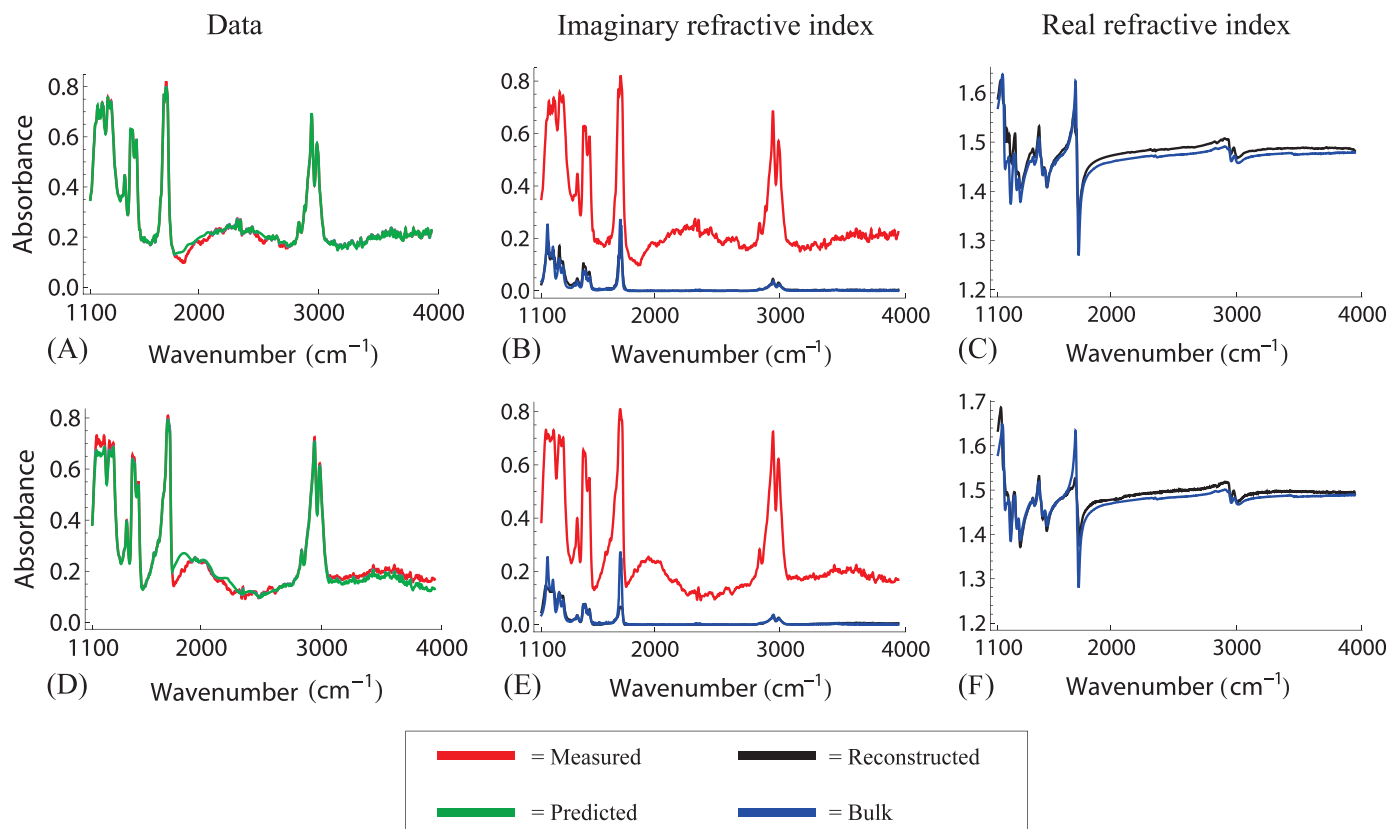 Data
Imaginary refractive index
Real refractive index
Absorbance
0.8
0.6
0.4
0.2
0.0
1100
2000
3000
4000
(A)
Wavenumber (cm⁻¹)
0.8
0.6
0.4
0.2
0.0
1100
2000
3000
4000
(B)
Wavenumber (cm⁻¹)
1.6
1.5
1.4
1.3
1.2
1100
2000
3000
4000
(C)
Wavenumber (cm⁻¹)
Absorbance
0.8
0.6
0.4
0.2
0.0
1100
2000
3000
4000
(D)
Wavenumber (cm⁻¹)
0.8
0.6
0.4
0.2
0.0
1100
2000
3000
4000
(E)
Wavenumber (cm⁻¹)
1.7
1.6
1.5
1.4
1.3
1.2
1100
2000
3000
4000
(F)
Wavenumber (cm⁻¹)
= Measured
= Reconstructed
= Predicted
= Bulk